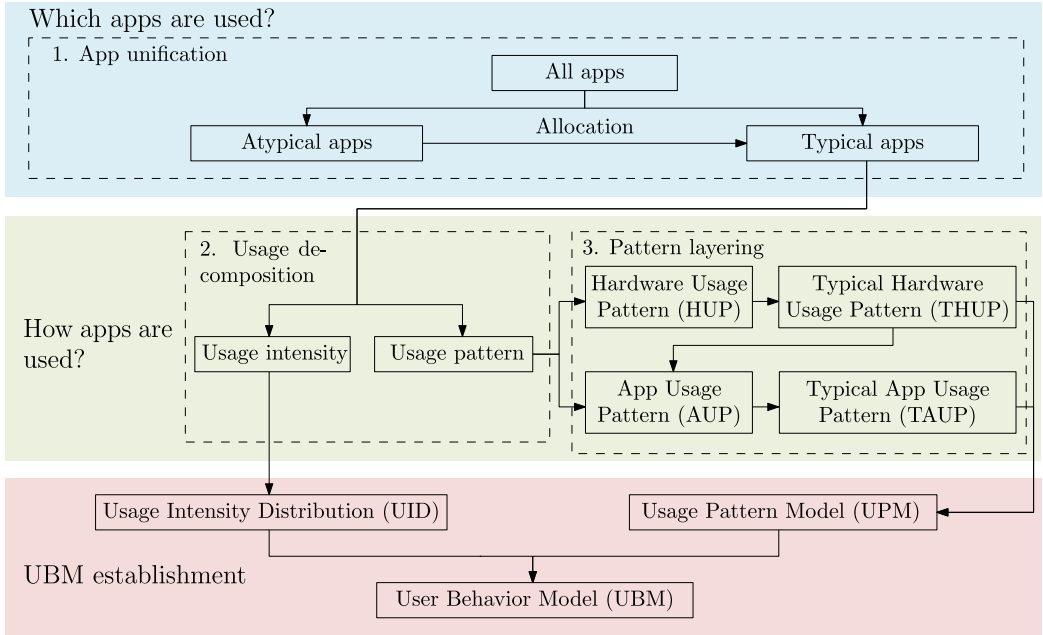 Which apps are used?
1. App unification
All apps
Allocation
Atypical apps
Typical apps
2. Usage de-
composition
3. Pattern layering
Hardware Usage
Pattern (HUP)
Typical Hardware
Usage Pattern (THUP)
How apps are
used?
Usage intensity
Usage pattern
App Usage
Pattern (AUP)
Typical App Usage
Pattern (TAUP)
Usage Intensity Distribution (UID)
Usage Pattern Model (UPM)
UBM establishment
User Behavior Model (UBM)